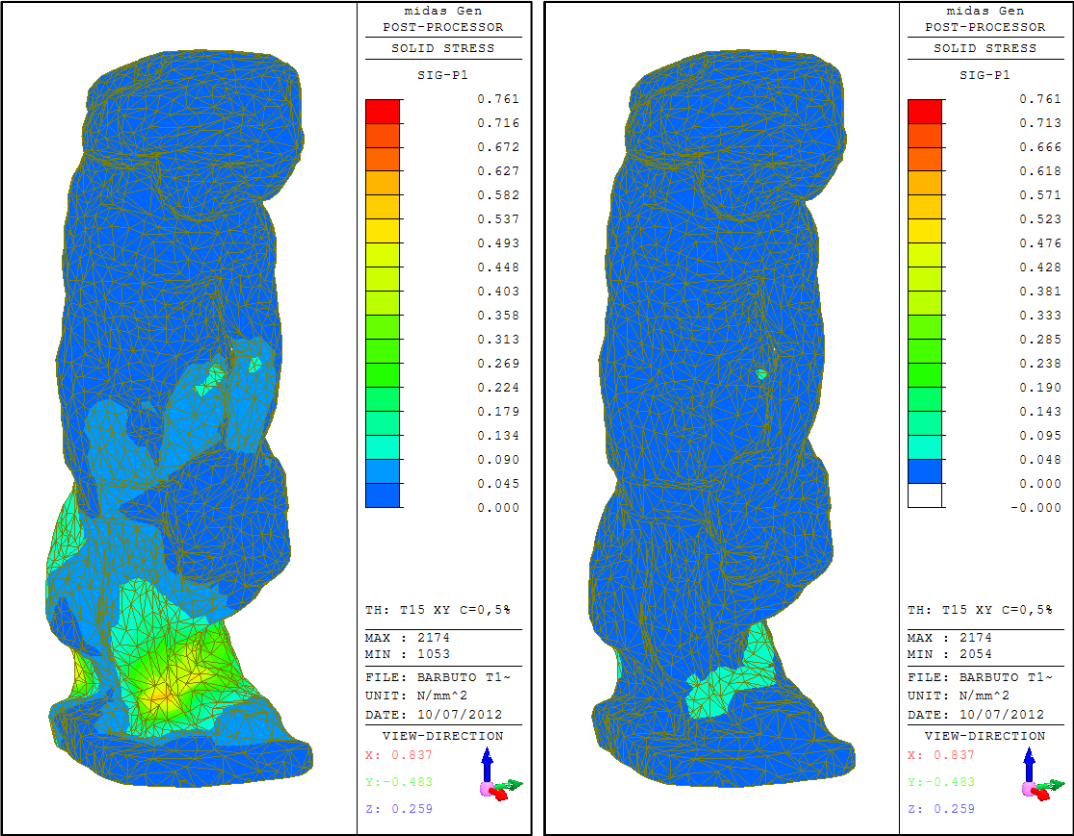 midas Gen
POST-PROCESSOR
SOLID STRESS
SIG-P1
0.761
0.716
0.672
0.627
0.582
0.537
0.493
0.448
0.403
0.358
0.313
0.269
0.224
0.179
0.134
0.090
0.045
0.000
TH: T15 XY C=0,5%
MAX : 2174
MIN : 1053
FILE: BARBUTO T1~
UNIT: N/mm^2
DATE: 10/07/2012
VIEW-DIRECTION
X: 0.837
Y:-0.483
Z: 0.259
midas Gen
POST-PROCESSOR
SOLID STRESS
SIG-P1
0.761
0.713
0.666
0.618
0.571
0.523
0.476
0.428
0.381
0.333
0.285
0.238
0.190
0.143
0.095
0.048
0.000
-0.000
TH: T15 XY C=0,5%
MAX : 2174
MIN : 2054
FILE: BARBUTO T1~
UNIT: N/mm^2
DATE: 10/07/2012
VIEW-DIRECTION
X: 0.837
Y:-0.483
Z: 0.259